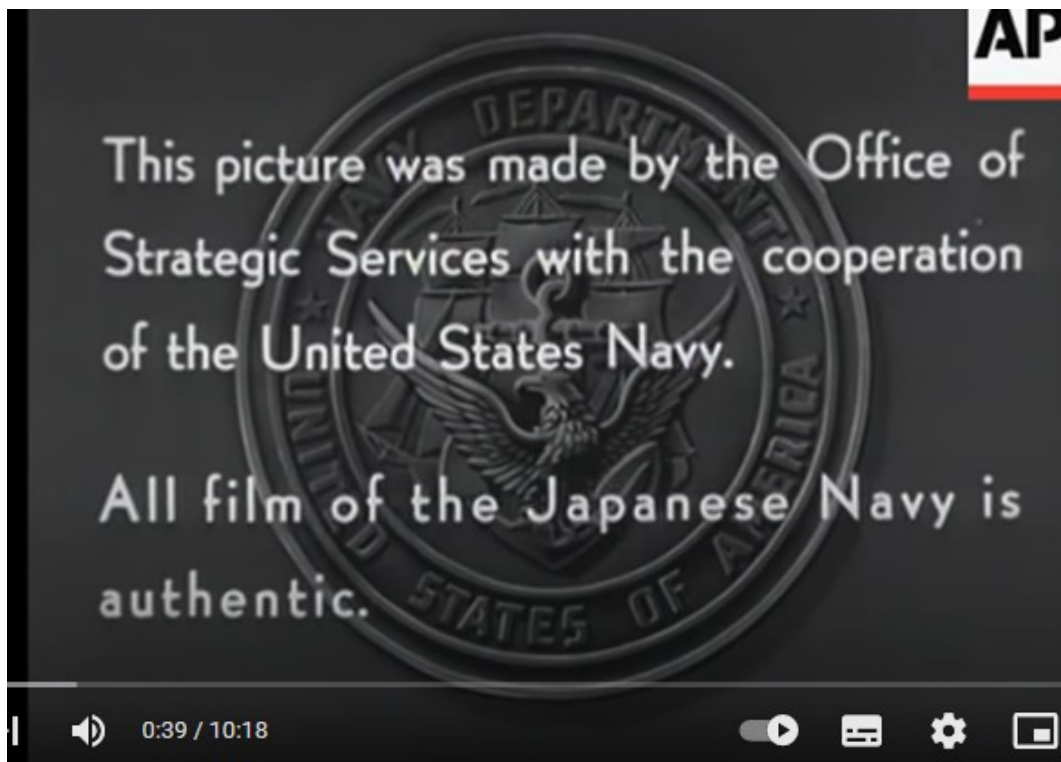 AP
NAVY DEPARTMENT
This picture was made by the Office of
Strategic Services with the cooperation
of the United States Navy.
All film of the Japanese Navy is
authentic.
UNITED STATES OF AMERICA
0:39 / 10:18